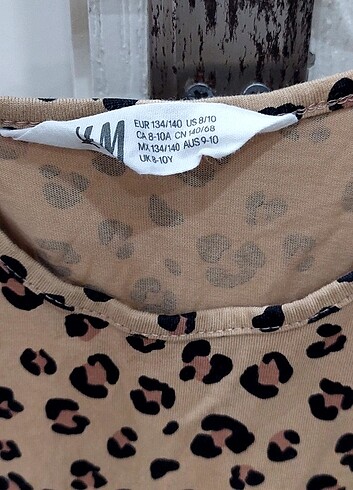 H&M
EUR 134/140 US 8/10
CA 8-10A CN 140/68
MX 134/140 AUS 9-10
UK 8-10Y